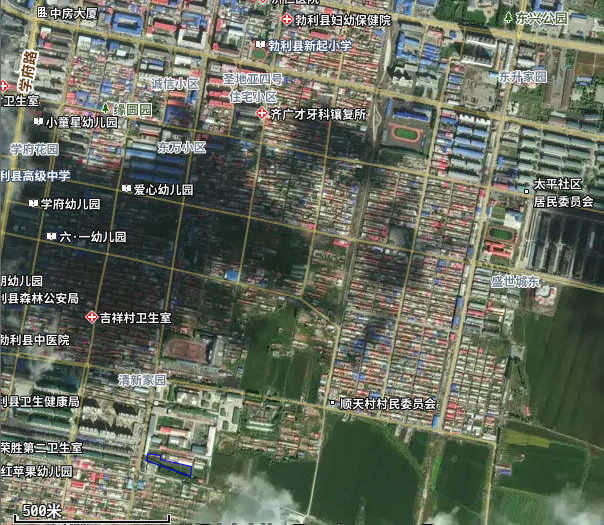 中房大厦
勃利县妇幼保健院
东兴公园
勃利县新起小学
学府路
诚信小区
圣地亚四号
住宅小区
东升家园
卫生室
缘圆园
齐广才牙科镶复所
小童星幼儿园
学府花园
东方小区
利县高级中学
太平社区
居民委员会
爱心幼儿园
学府幼儿园
六·一幼儿园
朋幼儿园
盛世城东
利县森林公安局
吉祥村卫生室
勃利县中医院
清新家园
利县卫生健康局
顺天村村民委员会
荣胜第二卫生室
红苹果幼儿园
500米